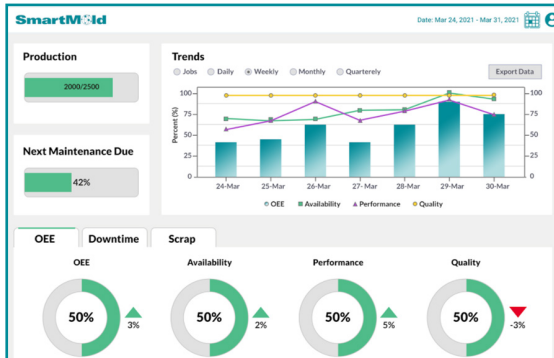 SmartMold
Date: Mar 24, 2021 - Mar 31, 2021
Production
2000/2500
Next Maintenance Due
42%
Trends
Jobs Daily Weekly Monthly Quarterely
Export Data
Percent (%)
100
75
50
25
0
100
75
50
25
0
24-Mar 25-Mar 26-Mar 27-Mar 28-Mar 29-Mar 30-Mar
OEE Availability Performance Quality
OEE Downtime Scrap
OEE Availability Performance Quality
50% 3% 50% 2% 50% 5% 50% -3%